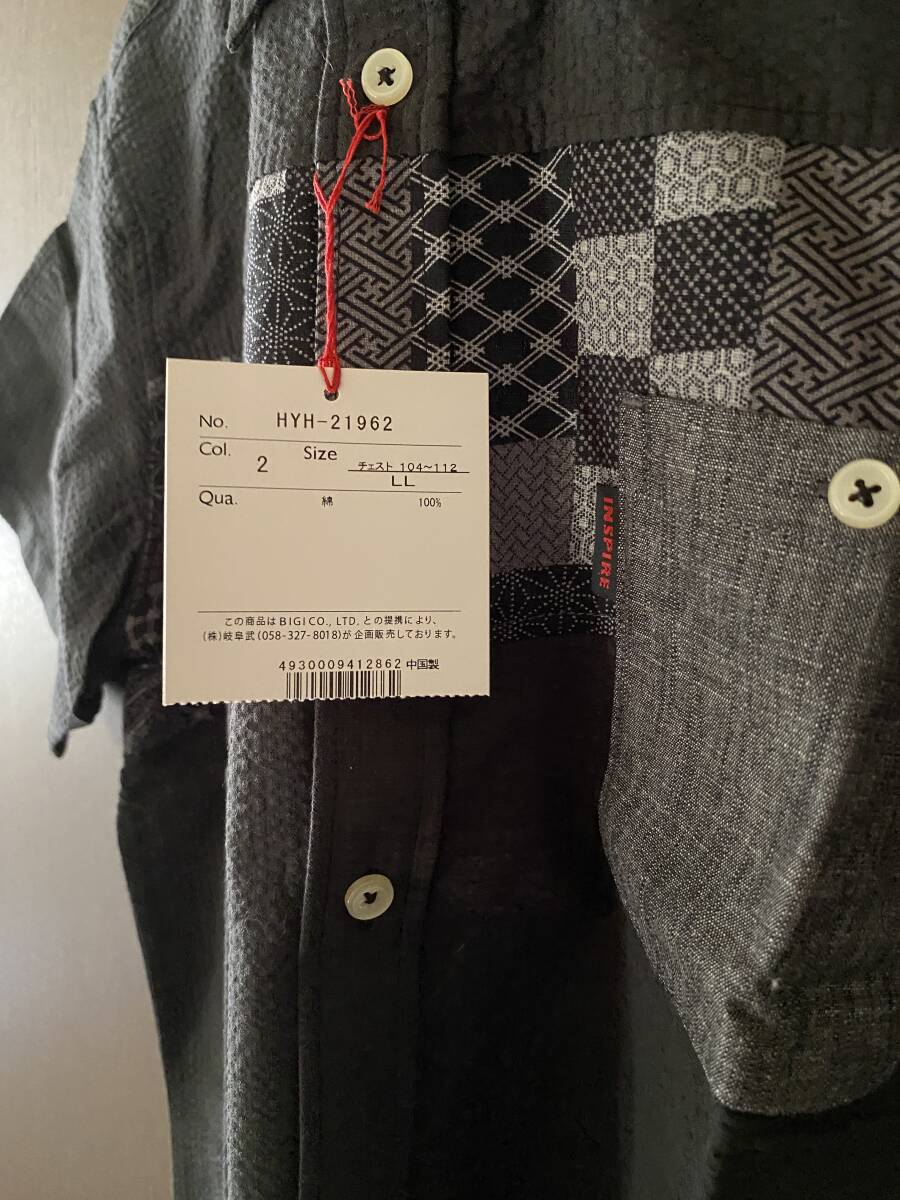 No. HYH-21962
Col. 2 Size チェスト 104~112
LL
Qua. 綿 100%
この商品はBIGI CO., LTD. との提携により、
(株)岐阜武(058-327-8018)が企画販売しております。
4930009412862 中国製
INSPIRE